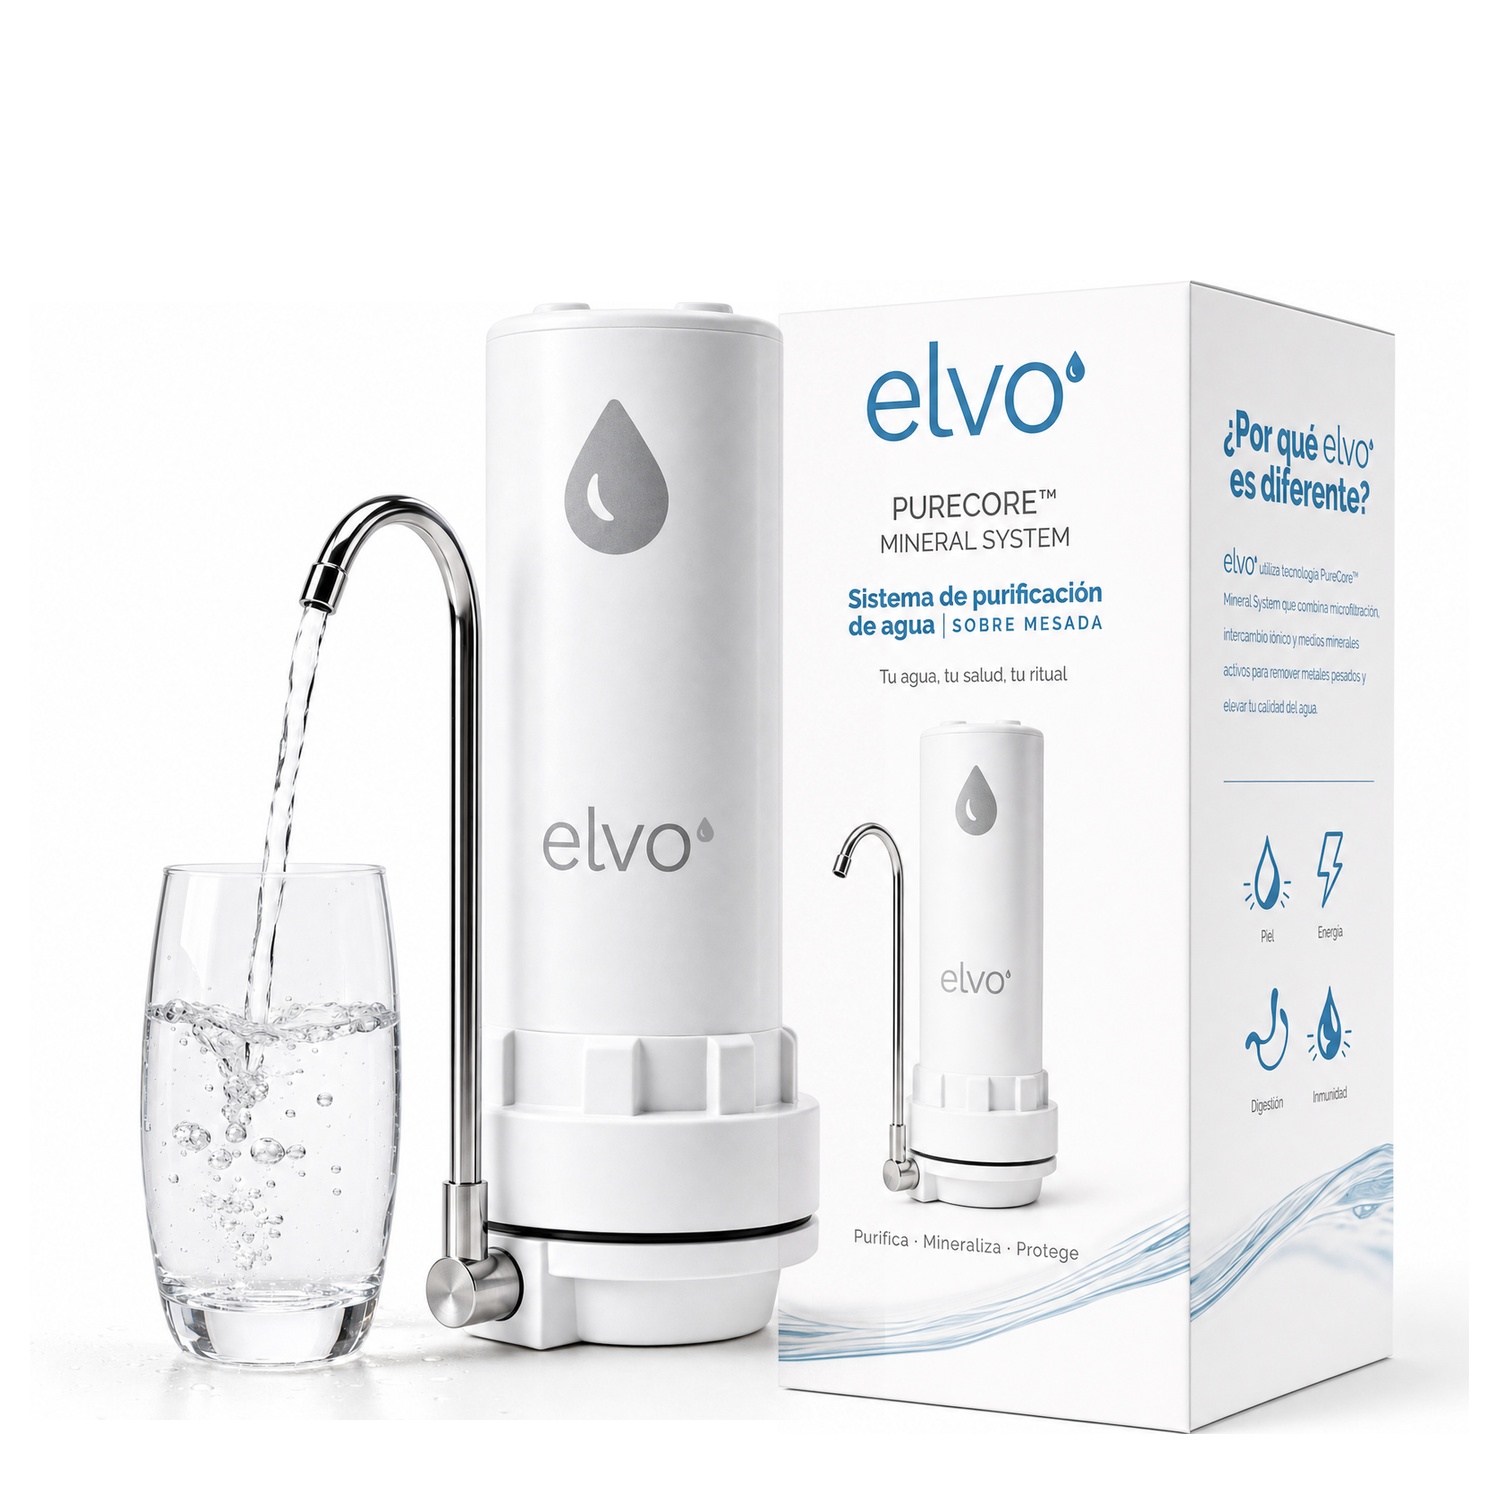 elvo
elvo
PURECORE™
MINERAL SYSTEM
Sistema de purificación
de agua | SOBRE MESADA
Tu agua, tu salud, tu ritual
elvo
Purifica · Mineraliza · Protege
¿Por qué elvo
es diferente?
elvo utiliza tecnología PureCore™
Mineral System que combina microfiltración,
intercambio iónico y medios minerales
activos para remover metales pesados y
elevar tu calidad del agua.
Piel
Energía
Digestión
Inmunidad